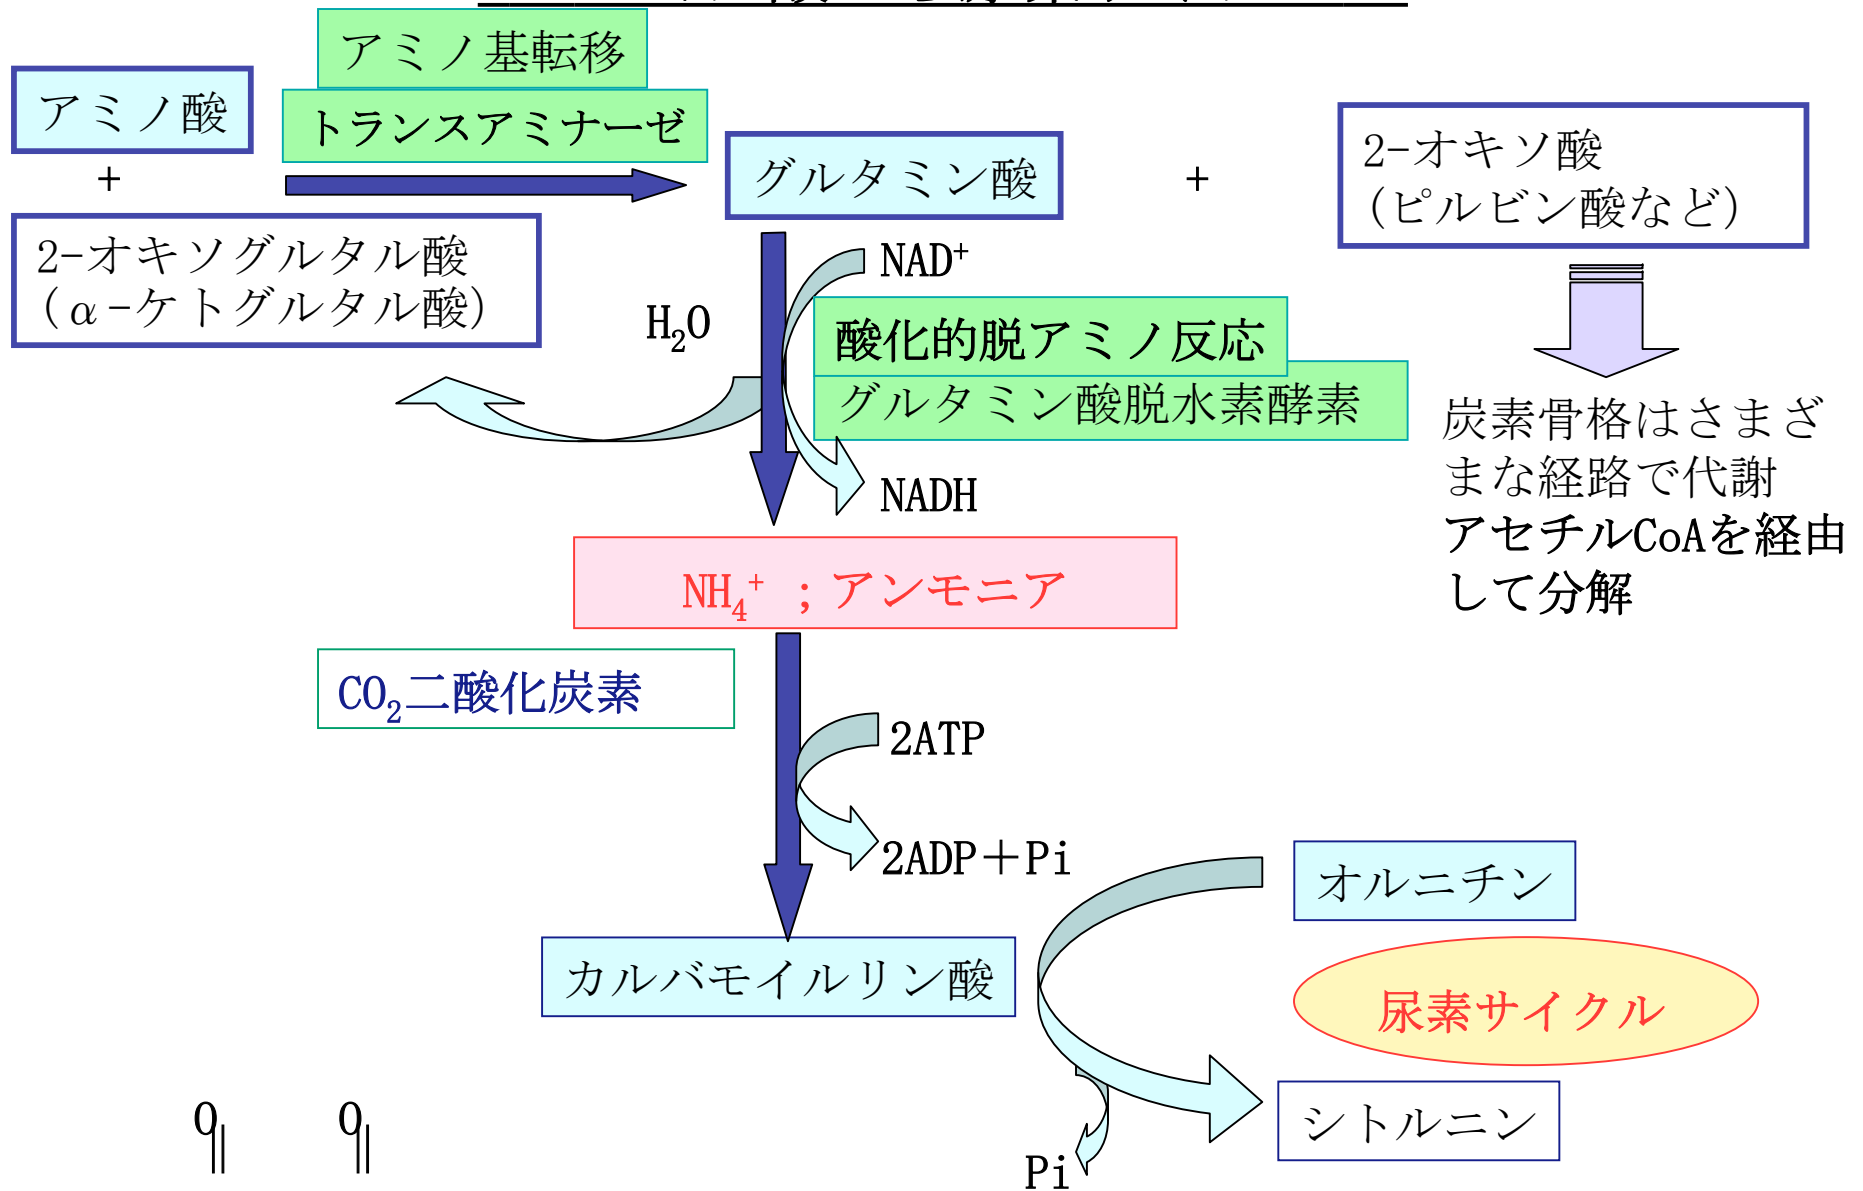 アミノ基転移
アミノ酸
トランスアミナーゼ
+
グルタミン酸
+
2-オキソ酸
(ピルビン酸など)
2-オキソグルタル酸
(α-ケトグルタル酸)
NAD⁺
H₂O
酸化的脱アミノ反応
グルタミン酸脱水素酵素
NADH
炭素骨格はさまざ
まな経路で代謝
アセチルCoAを経由
して分解
NH₄⁺ ；アンモニア
CO₂二酸化炭素
2ATP
2ADP＋Pi
オルニチン
カルバモイルリン酸
尿素サイクル
シトルニン
Pi
O O